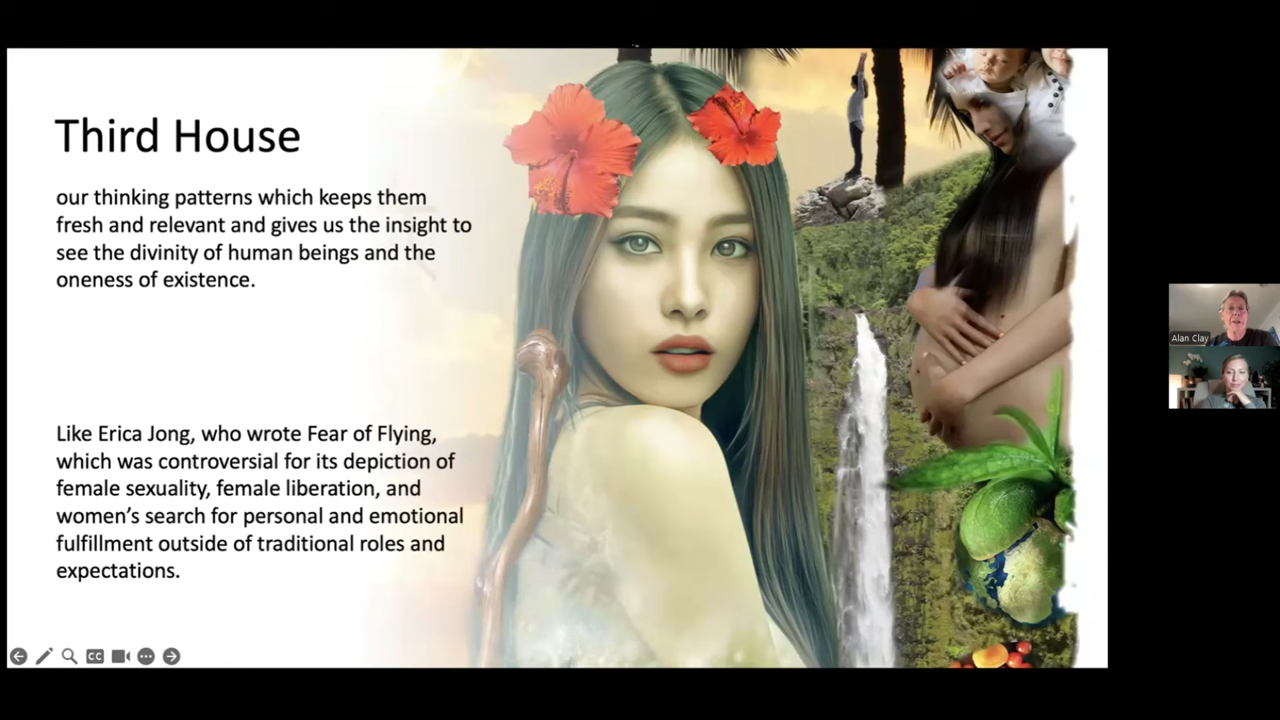 Third House
our thinking patterns which keeps them
fresh and relevant and gives us the insight to
see the divinity of human beings and the
oneness of existence.
Like Erica Jong, who wrote Fear of Flying,
which was controversial for its depiction of
female sexuality, female liberation, and
women’s search for personal and emotional
fulfillment outside of traditional roles and
expectations.
CC
Alan Clay